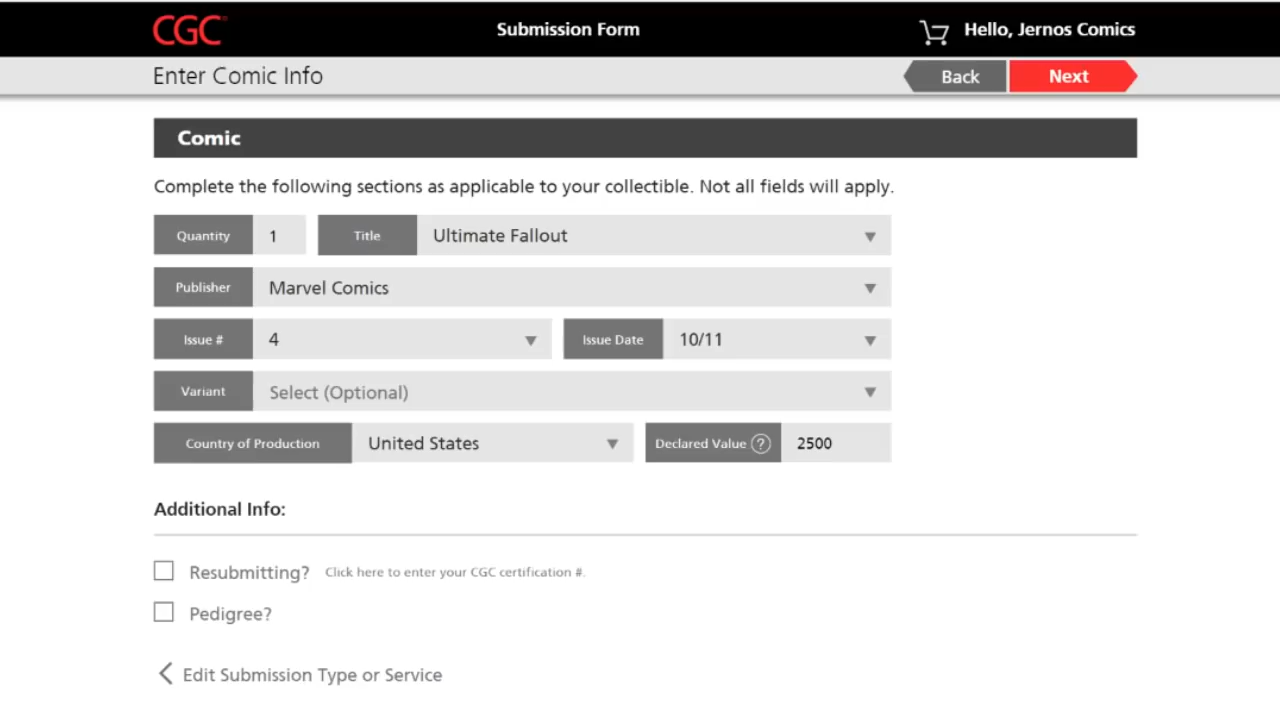 CGC
Submission Form
Hello, Jernos Comics
Enter Comic Info
Back
Next
Comic
Complete the following sections as applicable to your collectible. Not all fields will apply.
Quantity 1 Title Ultimate Fallout
Publisher Marvel Comics
Issue # 4 Issue Date 10/11
Variant Select (Optional)
Country of Production United States Declared Value ? 2500
Additional Info:
Resubmitting? Click here to enter your CGC certification #.
Pedigree?
Edit Submission Type or Service